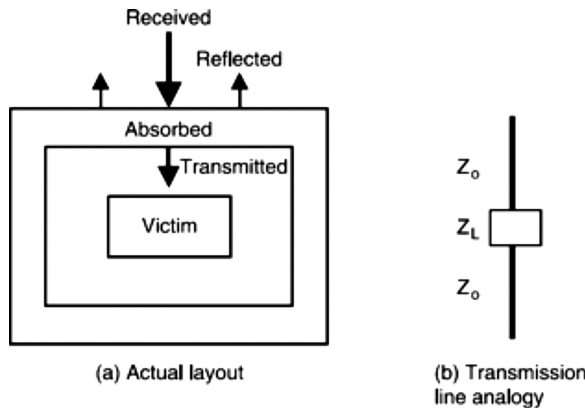 Received
Reflected
Absorbed
Transmitted
Victim
(a) Actual layout
Zo
ZL
Zo
(b) Transmission
line analogy